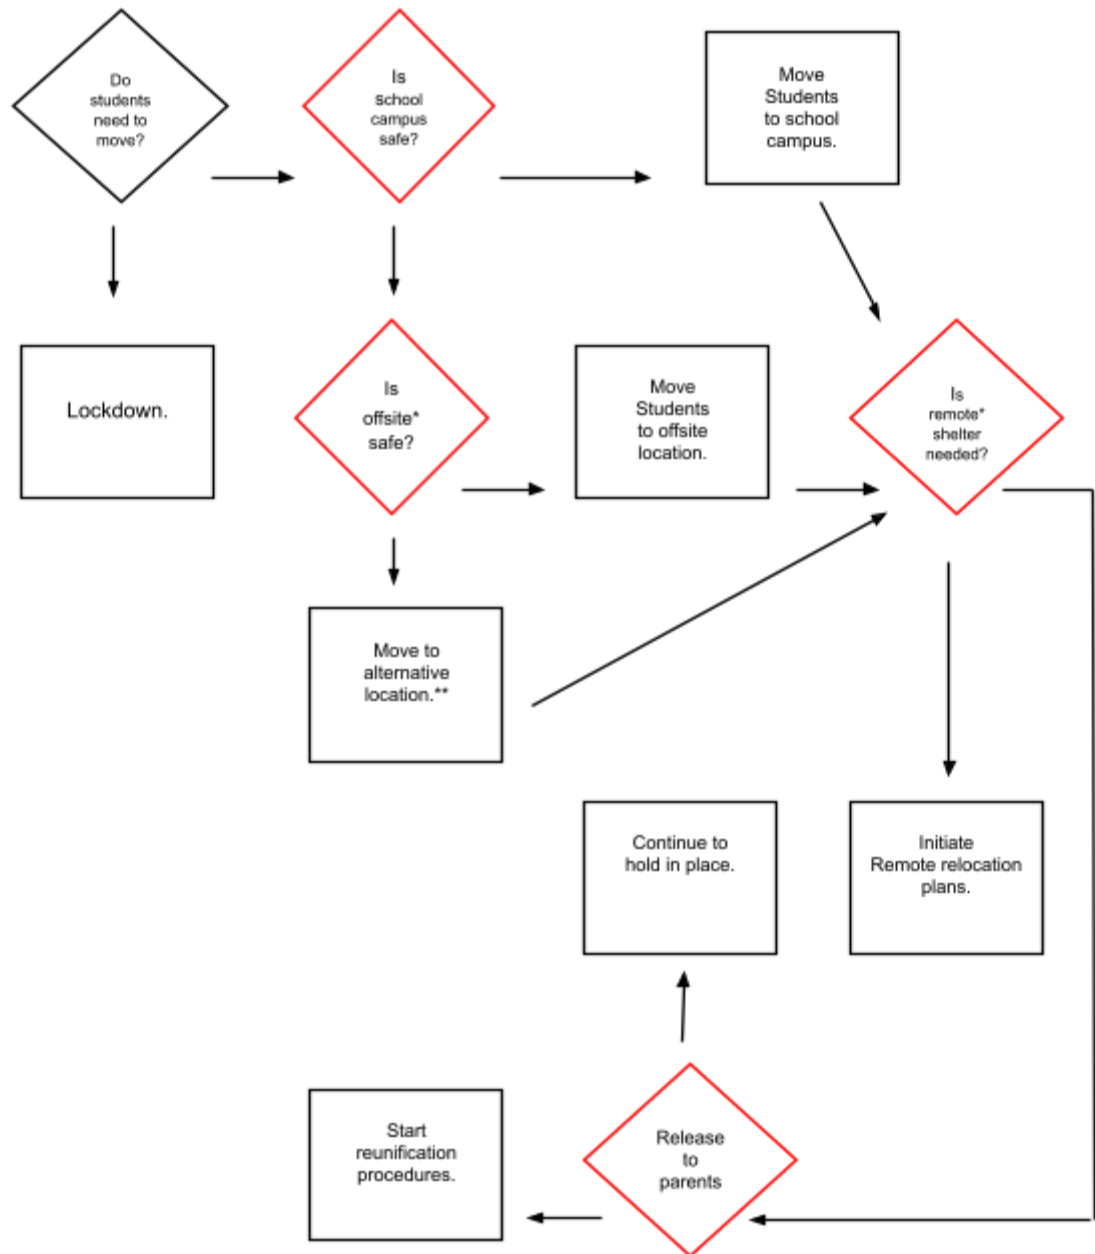 Do
students
need to
move?
Is
school
campus
safe?
Move
Students
to school
campus.
Lockdown.
Is
offsite*
safe?
Move
Students
to offsite
location.
Is
remote*
shelter
needed?
Move to
alternative
location.**
Continue to
hold in place.
Initiate
Remote relocation
plans.
Start
reunification
procedures.
Release
to
parents